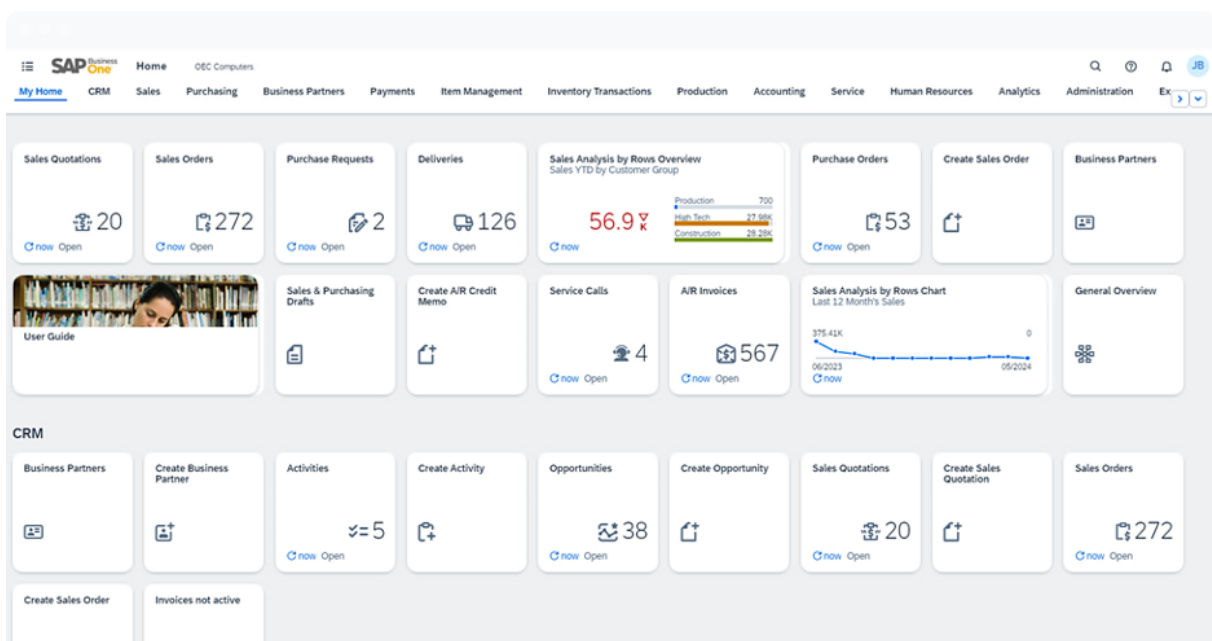 SAP Business One
Home
OEC Computers
JB
My Home
CRM
Sales
Purchasing
Business Partners
Payments
Item Management
Inventory Transactions
Production
Accounting
Service
Human Resources
Analytics
Administration
Ex
Sales Quotations
20
now Open
Sales Orders
272
now Open
Purchase Requests
2
now Open
Deliveries
126
now Open
Sales Analysis by Rows Overview
Sales YTD by Customer Group
56.9 K
now
Production 700
High Tech 27.98K
Construction 28.28K
Purchase Orders
53
now Open
Create Sales Order
Business Partners
User Guide
Sales & Purchasing
Drafts
Create A/R Credit
Memo
Service Calls
4
now Open
A/R Invoices
567
now Open
Sales Analysis by Rows Chart
Last 12 Month's Sales
375.41K 0
06/2023 05/2024
now
General Overview
CRM
Business Partners
Create Business
Partner
Activities
5
now Open
Create Activity
Opportunities
38
now Open
Create Opportunity
Sales Quotations
20
now Open
Create Sales
Quotation
Sales Orders
272
now Open
Create Sales Order
Invoices not active